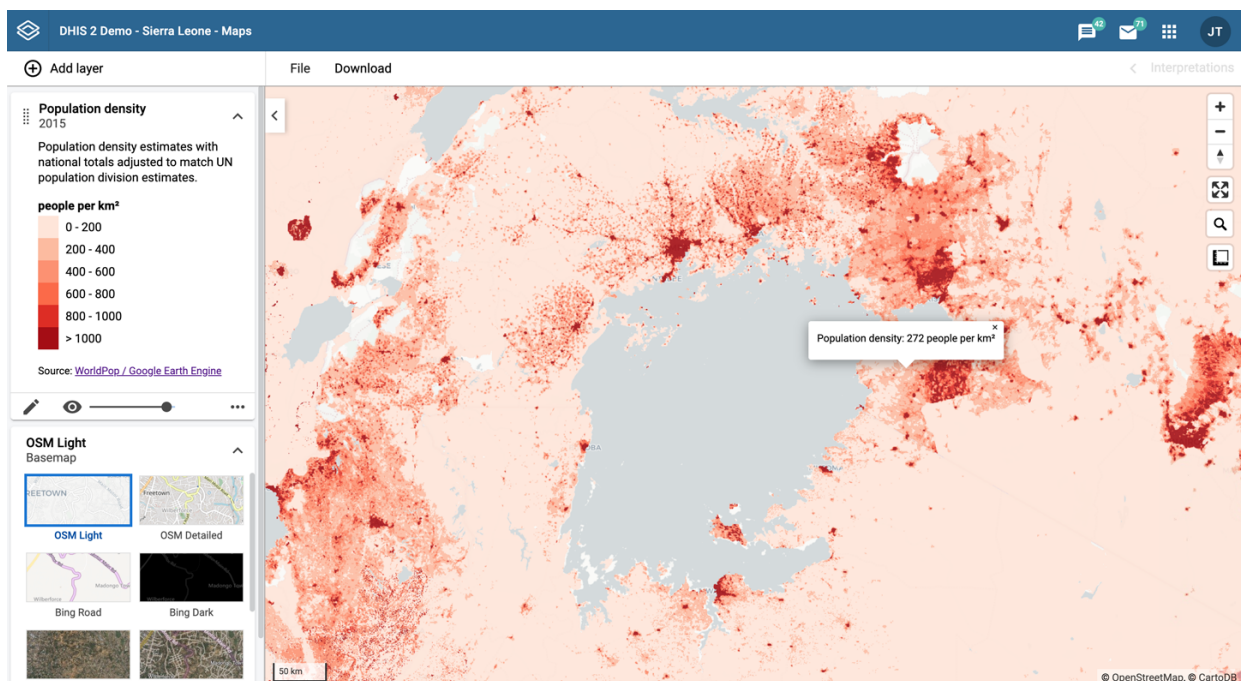 DHIS 2 Demo - Sierra Leone - Maps
42
71
JT
Add layer
File
Download
Interpretations
Population density
2015
Population density estimates with
national totals adjusted to match UN
population division estimates.
people per km²
0 - 200
200 - 400
400 - 600
600 - 800
800 - 1000
> 1000
Source: WorldPop / Google Earth Engine
Population density: 272 people per km²
OSM Light
Basemap
REETOWN
Freetown
OSM Light
OSM Detailed
Wilberforce
Bing Road
Bing Dark
50 km
© OpenStreetMap, © CartoDB